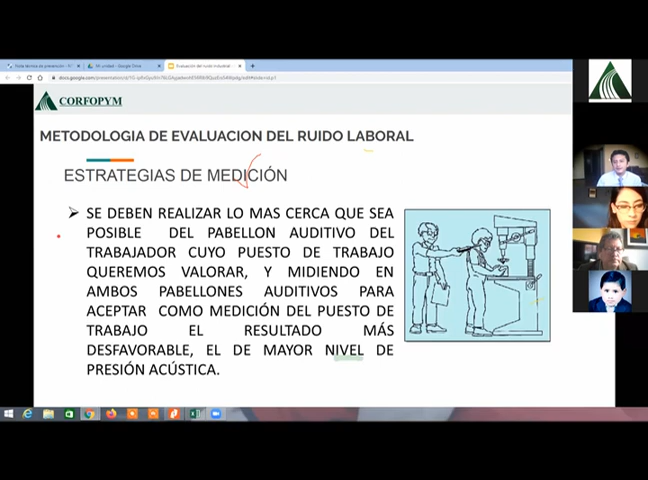 CORFOPYM
METODOLOGIA DE EVALUACION DEL RUIDO LABORAL
ESTRATEGIAS DE MEDICIÓN
➢ SE DEBEN REALIZAR LO MAS CERCA QUE SEA
POSIBLE DEL PABELLON AUDITIVO DEL
TRABAJADOR CUYO PUESTO DE TRABAJO
QUEREMOS VALORAR, Y MIDIENDO EN
AMBOS PABELLONES AUDITIVOS PARA
ACEPTAR COMO MEDICIÓN DEL PUESTO DE
TRABAJO EL RESULTADO MÁS
DESFAVORABLE, EL DE MAYOR NIVEL DE
PRESIÓN ACÚSTICA.